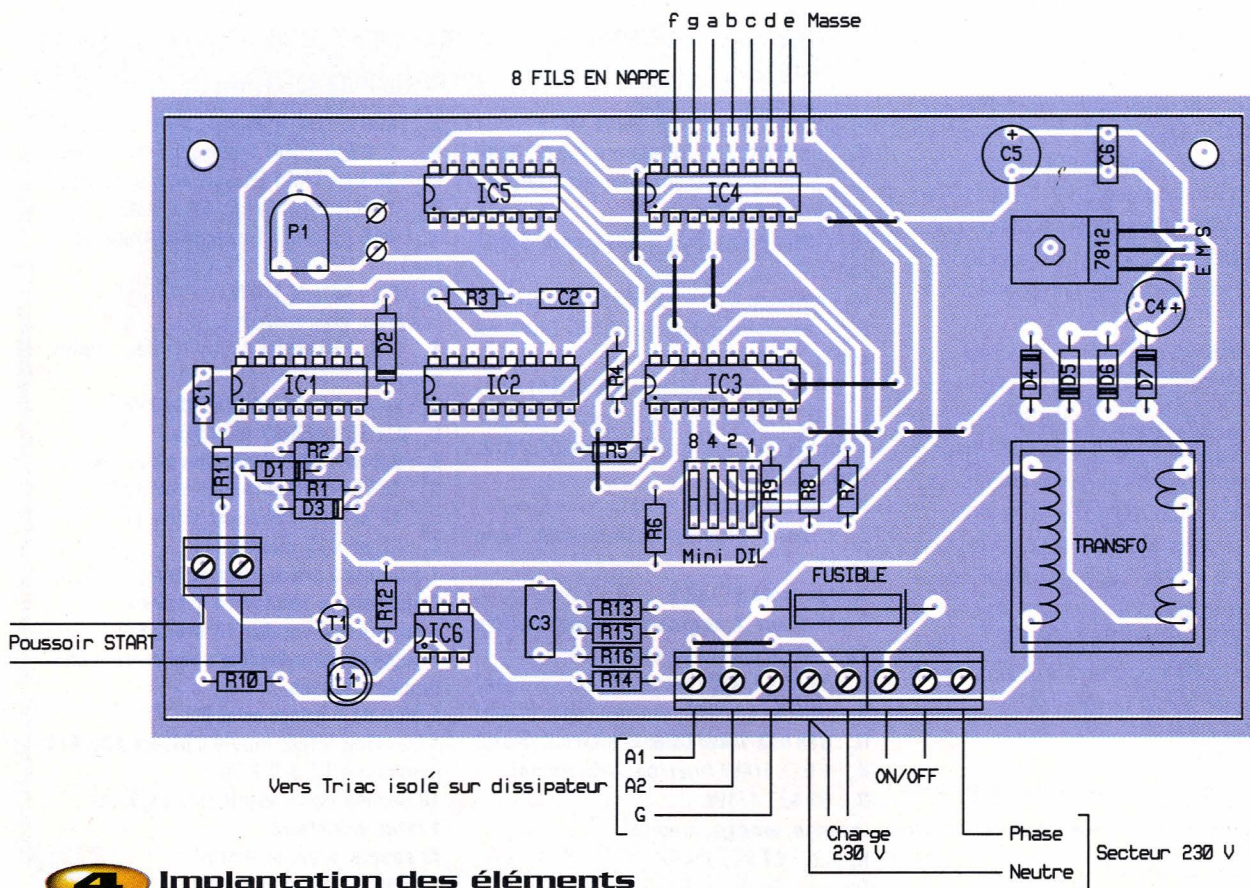 f g a b c d e Masse
8 FILS EN NAPPE
C5
+
C6
IC5
IC4
P1
7812
E M S
R3
C2
D2
C4+
R4
C1
IC1
IC2
IC3
D4
D5
D6
D7
R11
R2
R5
8 4 2 1
D1
R1
R9
R8
R7
D3
R6
Mini DIL
TRANSFO
FUSIBLE
R12
R13
T1
IC6
C3
R15
Poussoir START
R16
R10
L1
R14
A1
Vers Triac isolé sur dissipateur
A2
ON/OFF
G
Charge
230 V
Phase
Secteur 230 V
Neutre
4 Implantation des éléments